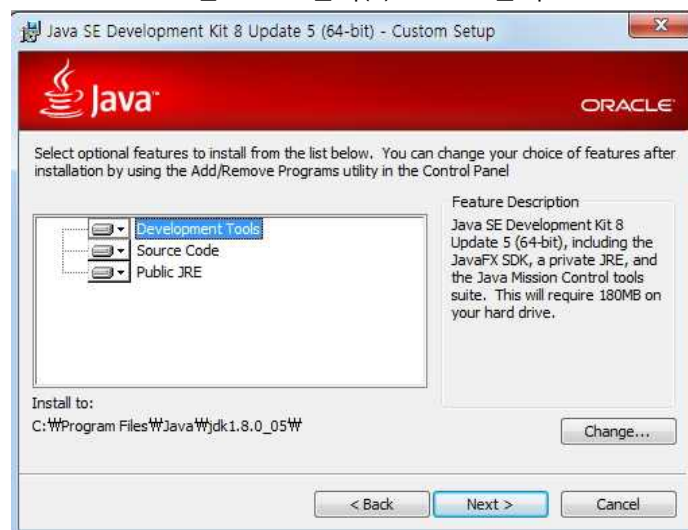 Java SE Development Kit 8 Update 5 (64-bit) - Custom Setup
Java™
ORACLE
Select optional features to install from the list below. You can change your choice of features after
installation by using the Add/Remove Programs utility in the Control Panel
Development Tools
Source Code
Public JRE
Feature Description
Java SE Development Kit 8
Update 5 (64-bit), including the
JavaFX SDK, a private JRE, and
the Java Mission Control tools
suite. This will require 180MB on
your hard drive.
Install to:
C:₩Program Files₩Java₩jdk1.8.0_05₩
Change...
< Back
Next >
Cancel